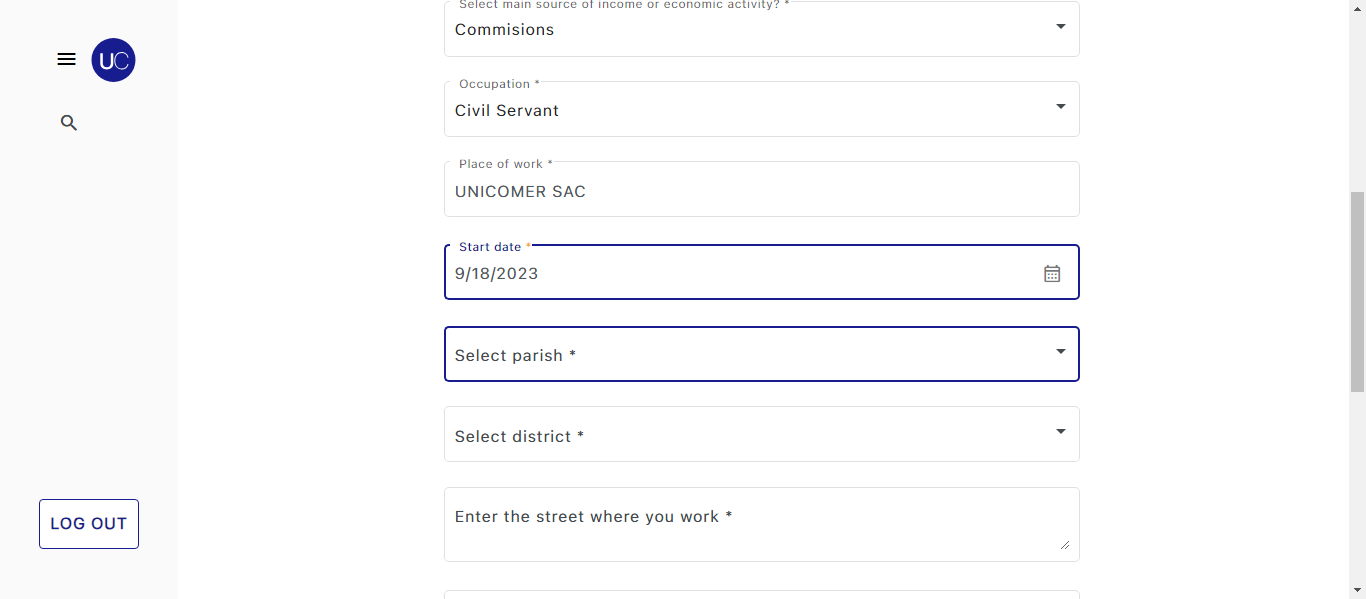 UC
LOG OUT
Select main source of income or economic activity? *
Commisions
Occupation *
Civil Servant
Place of work *
UNICOMER SAC
Start date *
9/18/2023
Select parish *
Select district *
Enter the street where you work *